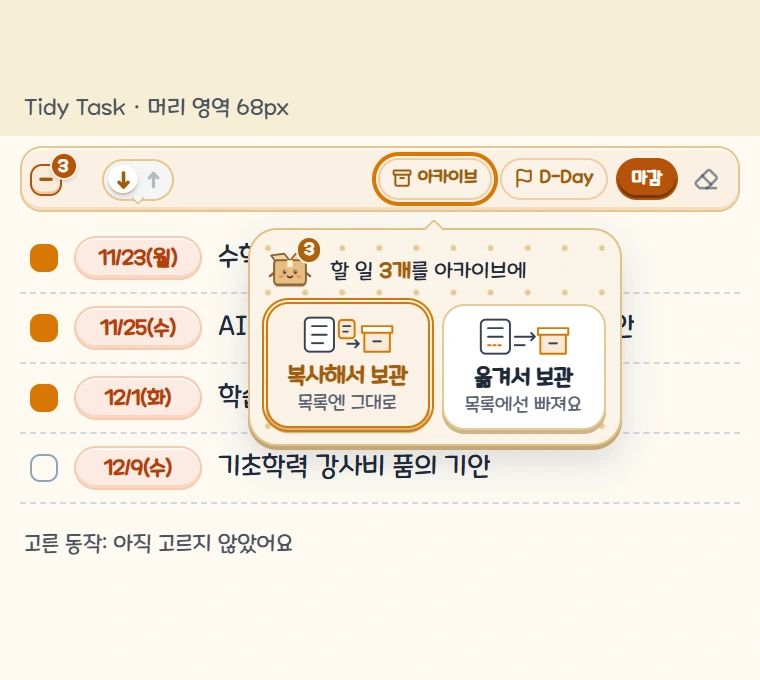 Tidy Task · 머리 영역 68px
3
아카이브
D-Day
마감
11/23(월) 수
3
할 일 3개를 아카이브에
11/25(수) AI
안
복사해서 보관
목록엔 그대로
옮겨서 보관
목록에선 빠져요
12/1(화) 학습
12/9(수) 기초학력 강사비 품의 기안
고른 동작: 아직 고르지 않았어요